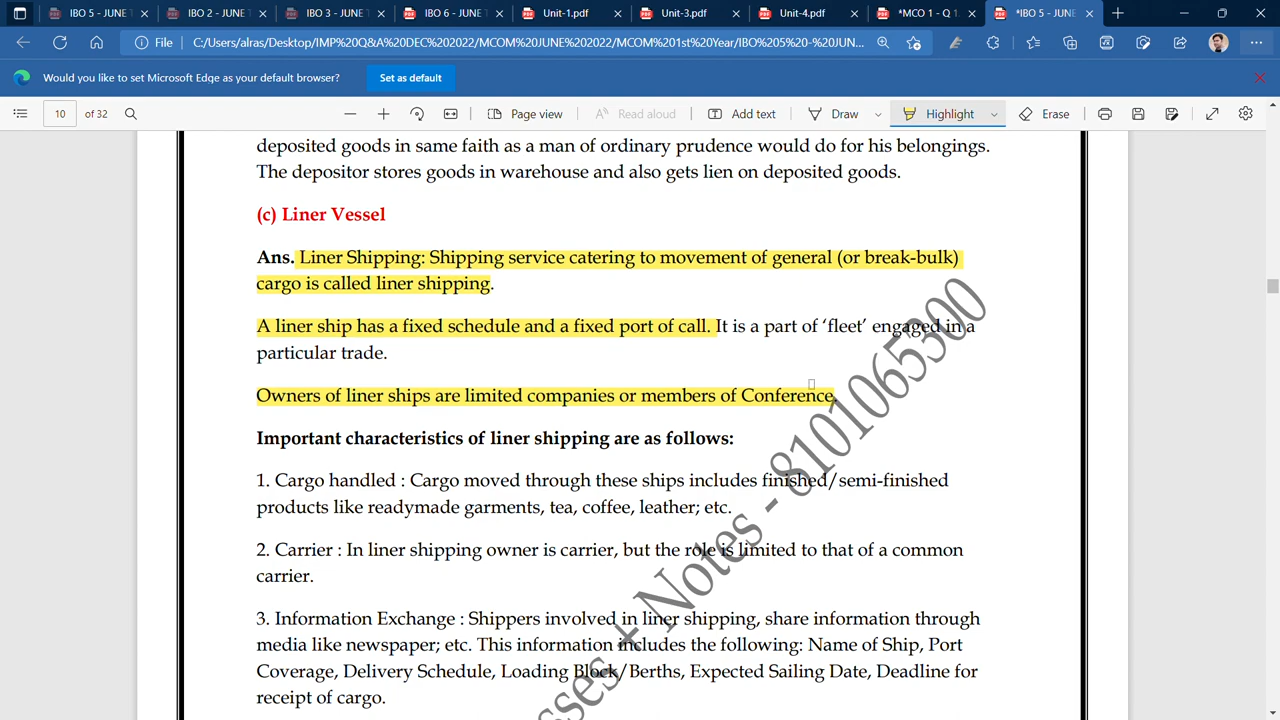 IBO 5 - JUNE T
IBO 2 - JUNE T
IBO 3 - JUNE T
IBO 6 - JUNE T
Unit-1.pdf
Unit-3.pdf
Unit-4.pdf
*MCO 1 - Q 1.
*IBO 5 - JUNE
File C:/Users/alras/Desktop/IMP%20Q&A%20DEC%202022/MCOM%20JUNE%202022/MCOM%201st%20Year/IBO%205%20-%20JUN...
Would you like to set Microsoft Edge as your default browser? Set as default
10 of 32 Page view Read aloud Add text Draw Highlight Erase
deposited goods in same faith as a man of ordinary prudence would do for his belongings.
The depositor stores goods in warehouse and also gets lien on deposited goods.
(c) Liner Vessel
Ans. Liner Shipping: Shipping service catering to movement of general (or break-bulk)
cargo is called liner shipping.
A liner ship has a fixed schedule and a fixed port of call. It is a part of ‘fleet’ engaged in a
particular trade.
Owners of liner ships are limited companies or members of Conference.
Important characteristics of liner shipping are as follows:
1. Cargo handled : Cargo moved through these ships includes finished/semi-finished
products like readymade garments, tea, coffee, leather; etc.
2. Carrier : In liner shipping owner is carrier, but the role is limited to that of a common
carrier.
3. Information Exchange : Shippers involved in liner shipping, share information through
media like newspaper; etc. This information includes the following: Name of Ship, Port
Coverage, Delivery Schedule, Loading Block/Berths, Expected Sailing Date, Deadline for
receipt of cargo.
sses + Notes - 8101065300